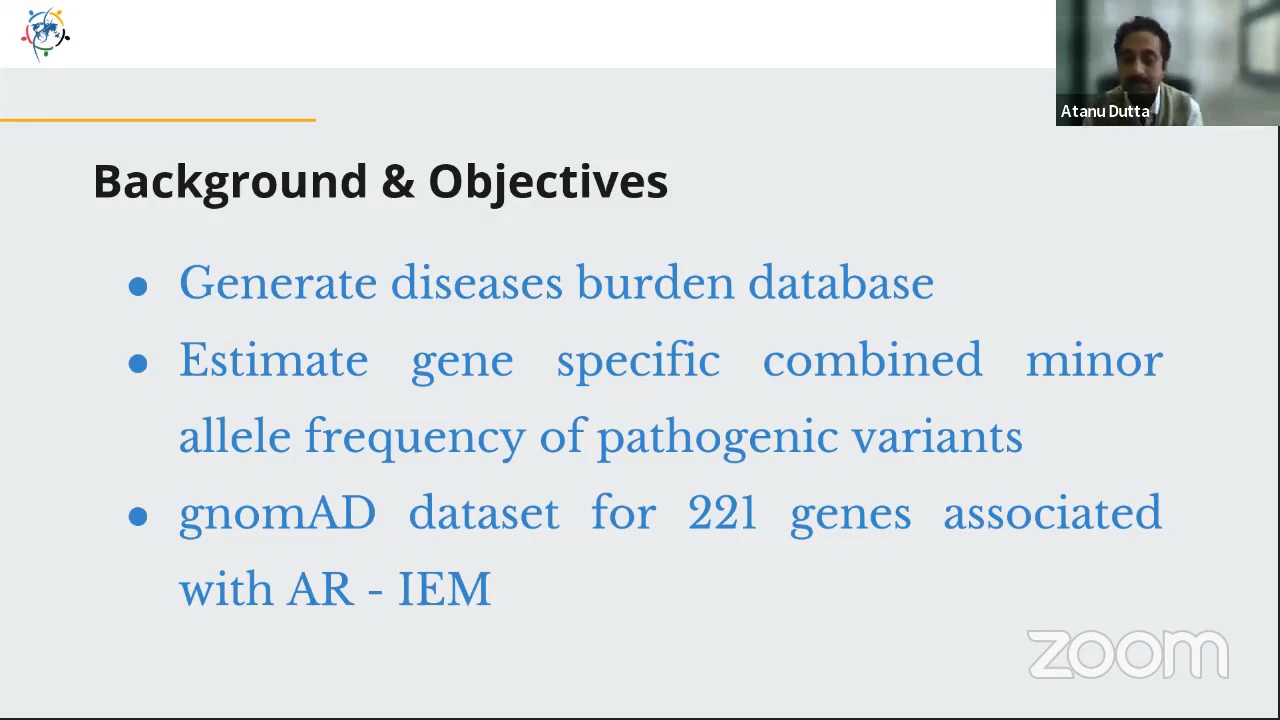 Atanu Dutta
Background & Objectives
● Generate diseases burden database
● Estimate gene specific combined minor
allele frequency of pathogenic variants
● gnomAD dataset for 221 genes associated
with AR - IEM
zoom